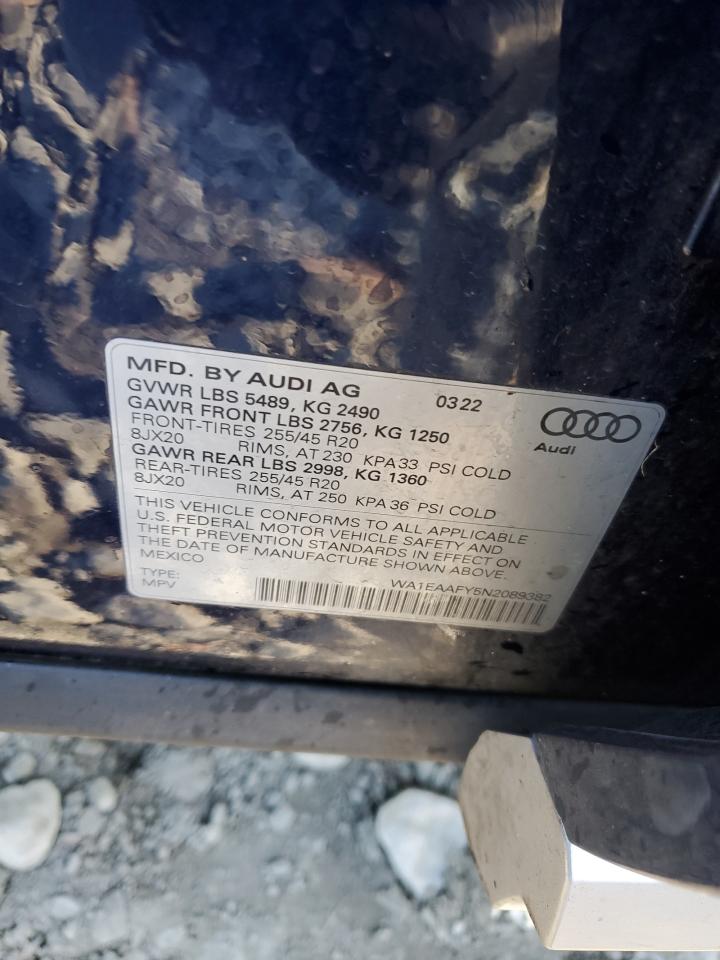 MFD. BY AUDI AG 03 22
GVWR LBS 5489, KG 2490
GAWR FRONT LBS 2756, KG 1250
FRONT-TIRES 255/45 R20
8JX20 RIMS, AT 230 KPA33 PSI COLD
GAWR REAR LBS 2998, KG 1360
REAR-TIRES 255/45 R20
8JX20 RIMS, AT 250 KPA 36 PSI COLD
Audi
THIS VEHICLE CONFORMS TO ALL APPLICABLE
U.S. FEDERAL MOTOR VEHICLE SAFETY AND
THEFT PREVENTION STANDARDS IN EFFECT ON
THE DATE OF MANUFACTURE SHOWN ABOVE.
MEXICO
TYPE:
MPV
WA1EAAFY5N2089382